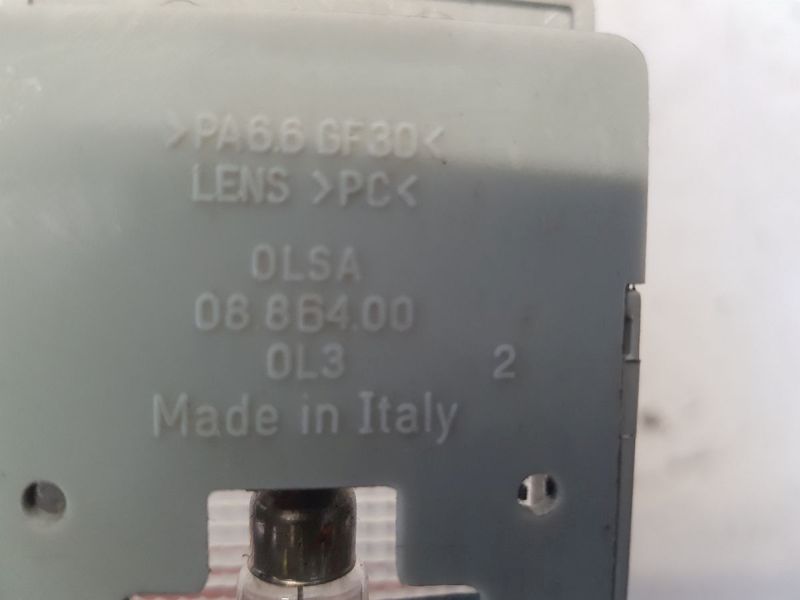 >PA6.6 GF30<
LENS >PC<
OLSA
08.864.00
OL3 2
Made in Italy